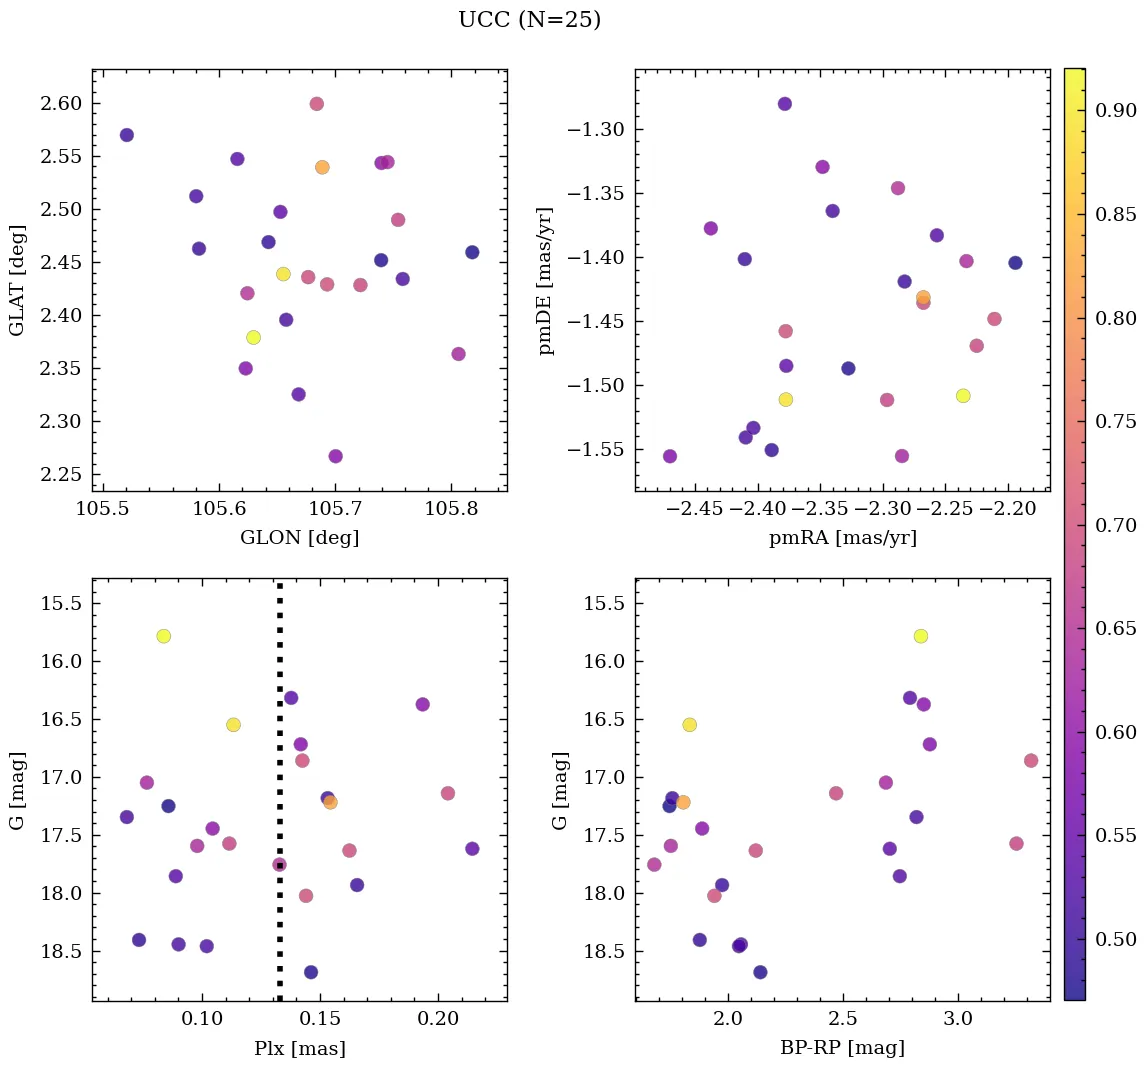 UCC (N=25)
2.60
2.55
2.50
2.45
2.40
2.35
2.30
2.25
GLAT [deg]
105.5 105.6 105.7 105.8
GLON [deg]
−1.30
−1.35
−1.40
−1.45
−1.50
−1.55
pmDE [mas/yr]
−2.45 −2.40 −2.35 −2.30 −2.25 −2.20
pmRA [mas/yr]
15.5
16.0
16.5
17.0
17.5
18.0
18.5
G [mag]
0.10 0.15 0.20
Plx [mas]
15.5
16.0
16.5
17.0
17.5
18.0
18.5
G [mag]
2.0 2.5 3.0
BP-RP [mag]
0.90
0.85
0.80
0.75
0.70
0.65
0.60
0.55
0.50